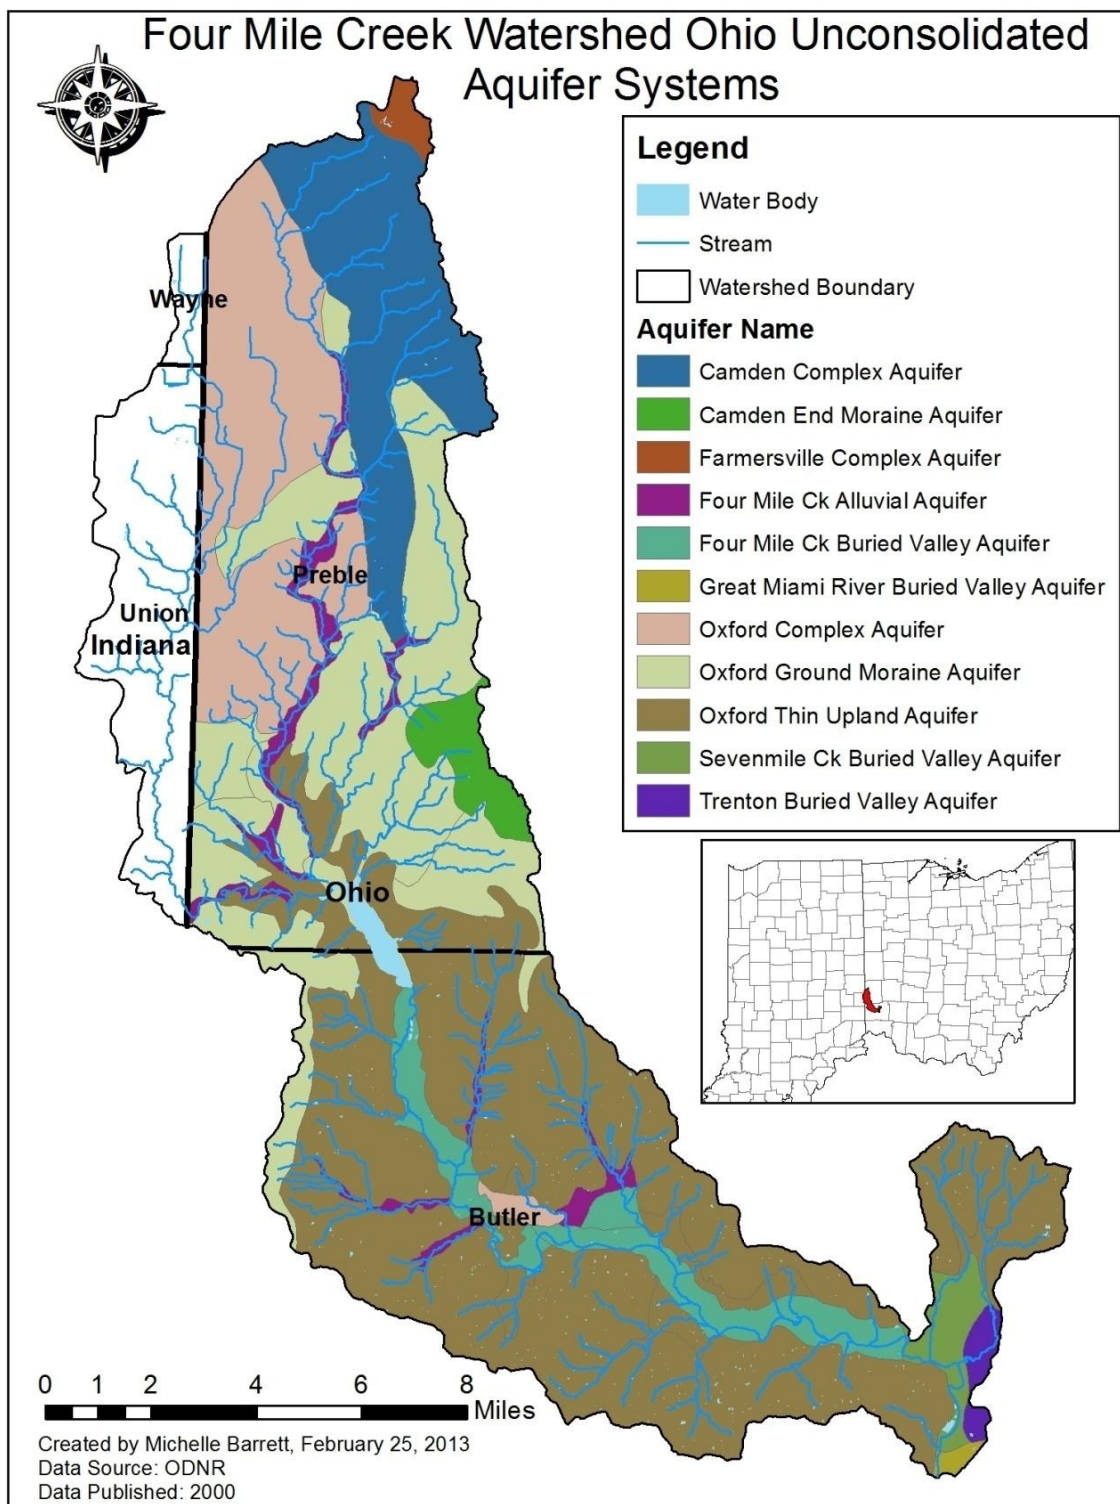 Four Mile Creek Watershed Ohio Unconsolidated
Aquifer Systems
Legend
Water Body
Stream
Watershed Boundary
Aquifer Name
Camden Complex Aquifer
Camden End Moraine Aquifer
Farmersville Complex Aquifer
Four Mile Ck Alluvial Aquifer
Four Mile Ck Buried Valley Aquifer
Great Miami River Buried Valley Aquifer
Oxford Complex Aquifer
Oxford Ground Moraine Aquifer
Oxford Thin Upland Aquifer
Sevenmile Ck Buried Valley Aquifer
Trenton Buried Valley Aquifer
Wayne
Preble
Union
Indiana
Ohio
Butler
0 1 2 4 6 8
Miles
Created by Michelle Barrett, February 25, 2013
Data Source: ODNR
Data Published: 2000